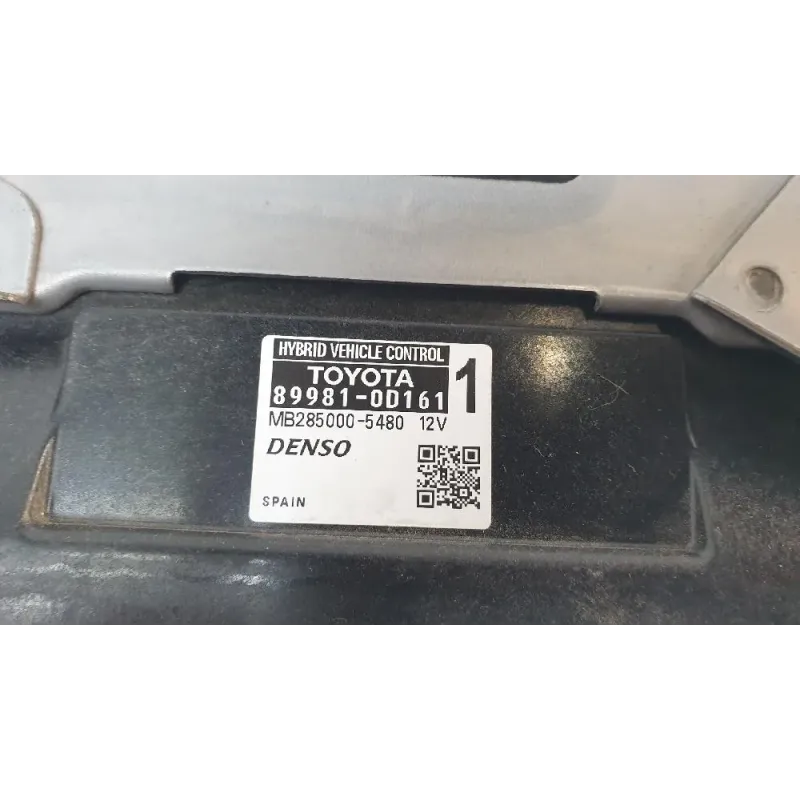 HYBRID VEHICLE CONTROL
TOYOTA 1
89981-0D161
MB285000-5480 12V
DENSO
SPAIN